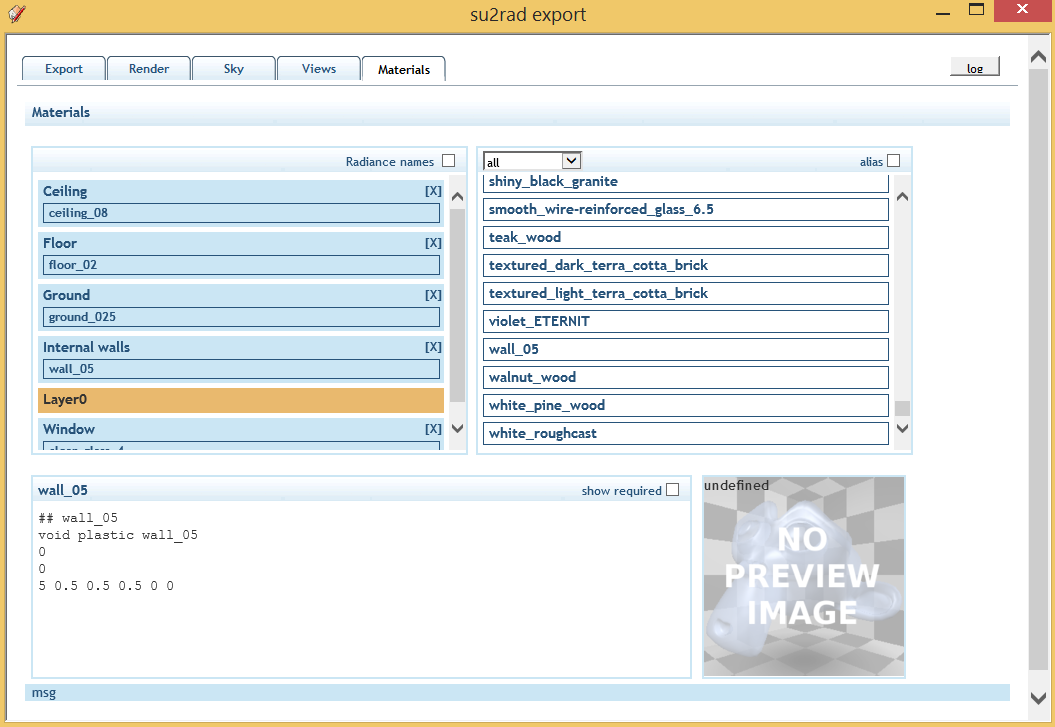 su2rad export
Export
Render
Sky
Views
Materials
log
Materials
Radiance names
Ceiling [X]
ceiling_08
Floor [X]
floor_02
Ground [X]
ground_025
Internal walls [X]
wall_05
Layer0
Window [X]
all
alias
shiny_black_granite
smooth_wire-reinforced_glass_6.5
teak_wood
textured_dark_terra_cotta_brick
textured_light_terra_cotta_brick
violet_ETERNIT
wall_05
walnut_wood
white_pine_wood
white_roughcast
wall_05
show required
## wall_05
void plastic wall_05
0
0
5 0.5 0.5 0.5 0 0
undefined
NO
PREVIEW
IMAGE
msg